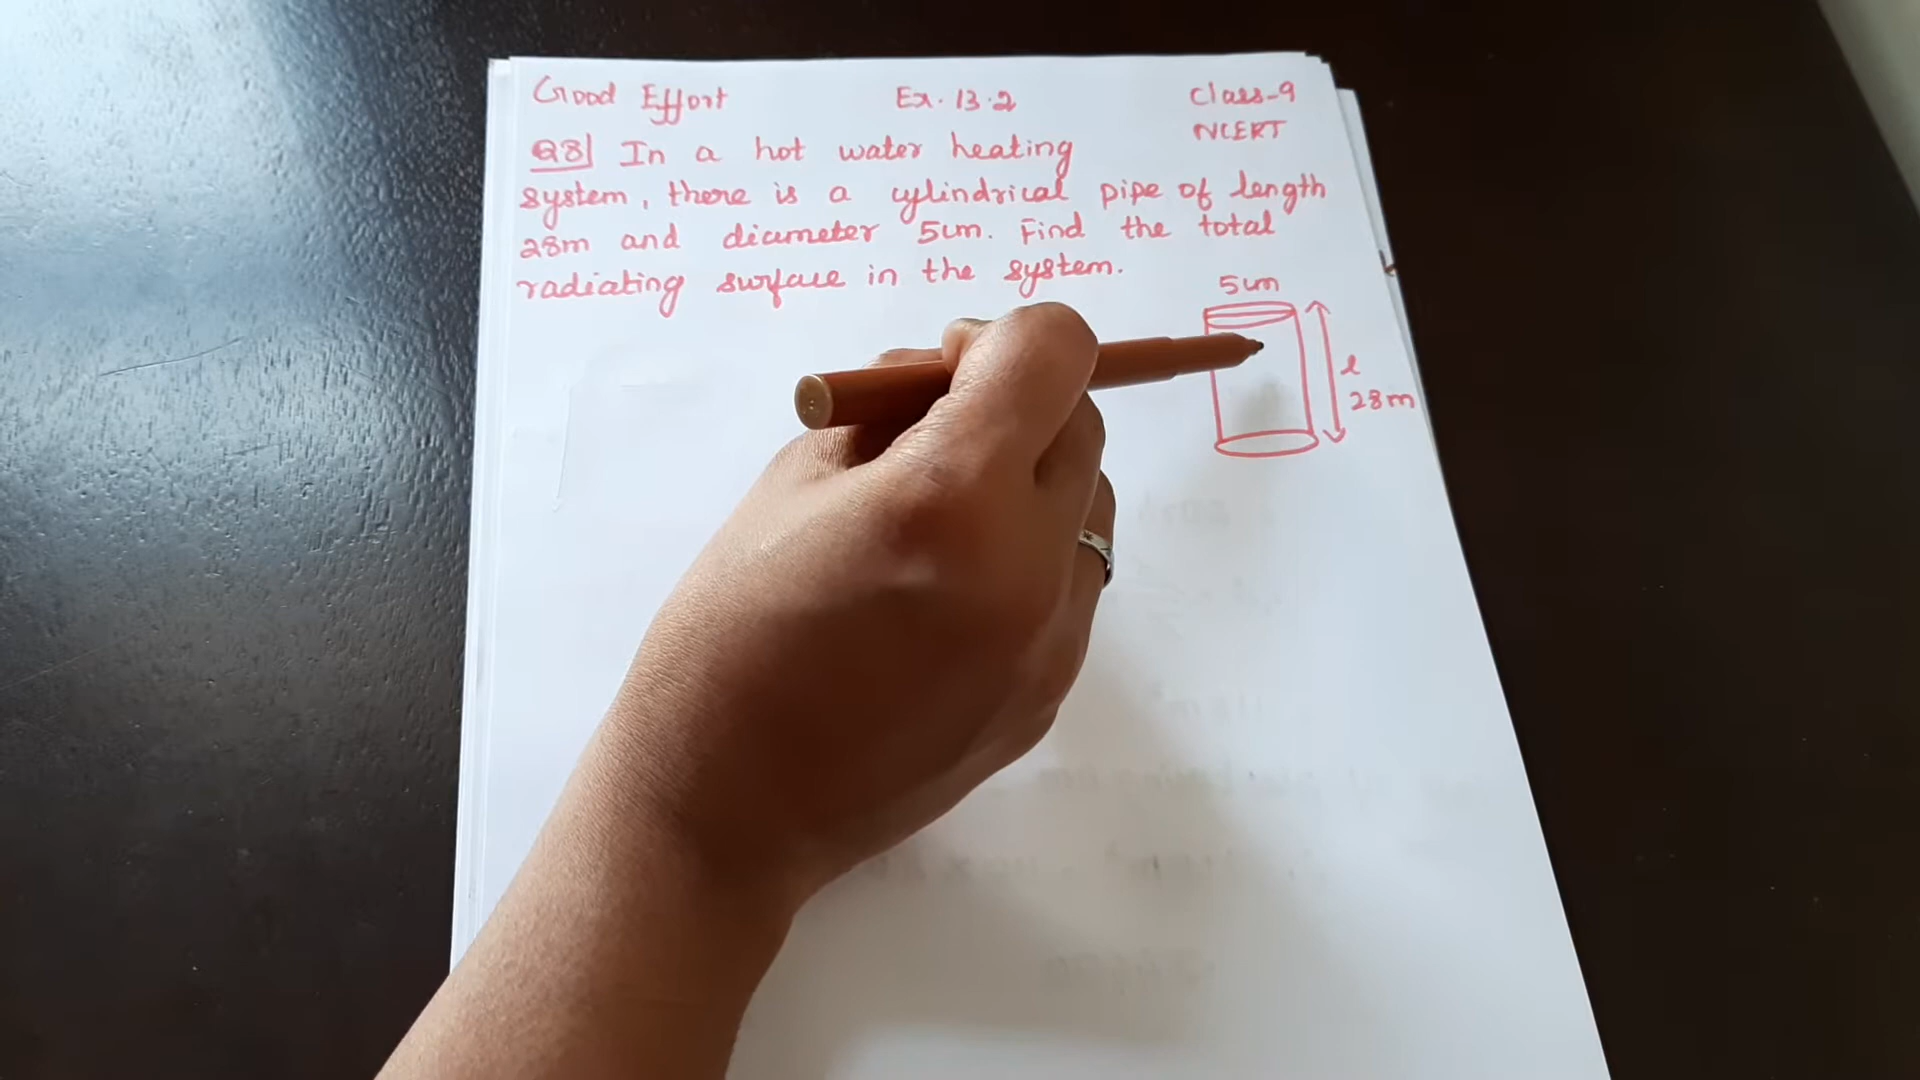 Good Effort Ex. 13.2 Class-9
NCERT
Q8 In a hot water heating
system, there is a cylindrical pipe of length
28m and diameter 5cm. Find the total
radiating surface in the system.
5cm
l
28m